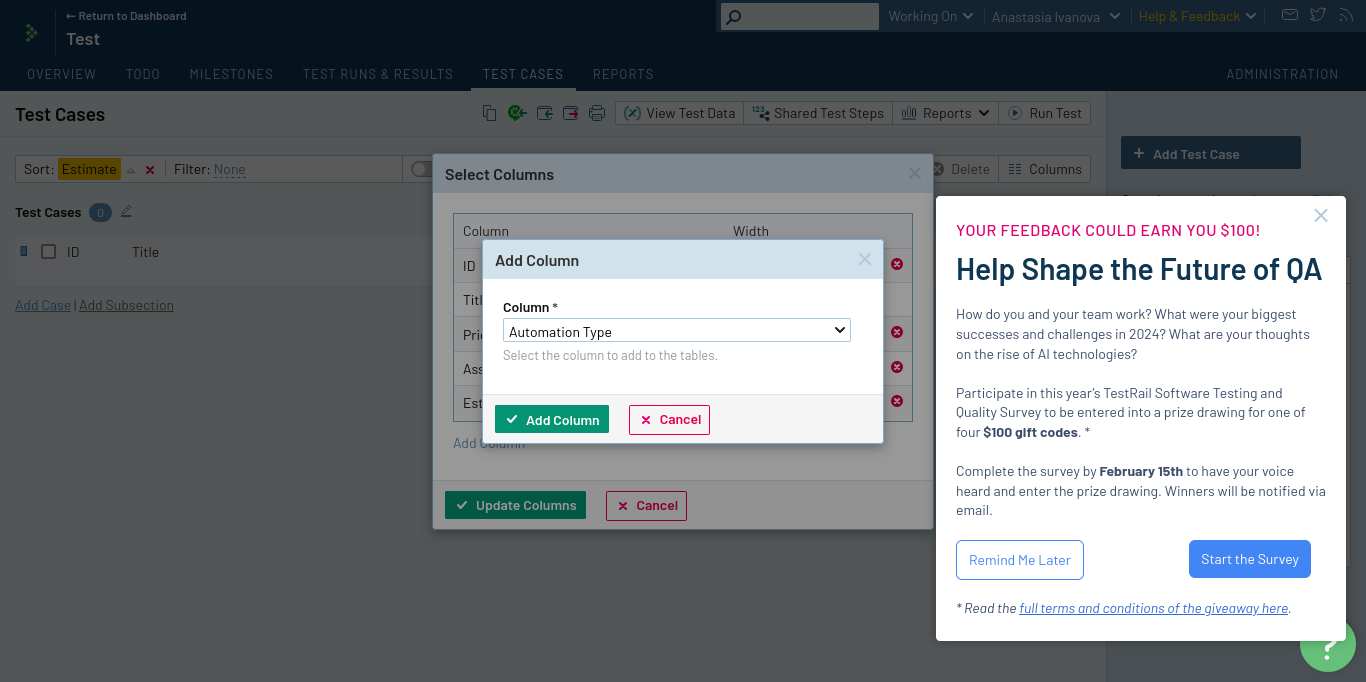 ← Return to Dashboard
Test
Working On
Anastasia Ivanova
Help & Feedback
OVERVIEW
TODO
MILESTONES
TEST RUNS & RESULTS
TEST CASES
REPORTS
ADMINISTRATION
Test Cases
View Test Data
Shared Test Steps
Reports
Run Test
Sort: Estimate
Filter: None
Delete
Columns
+ Add Test Case
Test Cases 0
ID
Title
Add Case | Add Subsection
Select Columns
Column
Width
ID
Add Column
Update Columns
Cancel
Add Column
Column *
Automation Type
Select the column to add to the tables.
Add Column
Cancel
YOUR FEEDBACK COULD EARN YOU $100!
Help Shape the Future of QA
How do you and your team work? What were your biggest
successes and challenges in 2024? What are your thoughts
on the rise of AI technologies?
Participate in this year's TestRail Software Testing and
Quality Survey to be entered into a prize drawing for one of
four $100 gift codes. *
Complete the survey by February 15th to have your voice
heard and enter the prize drawing. Winners will be notified via
email.
Remind Me Later
Start the Survey
* Read the full terms and conditions of the giveaway here.
?